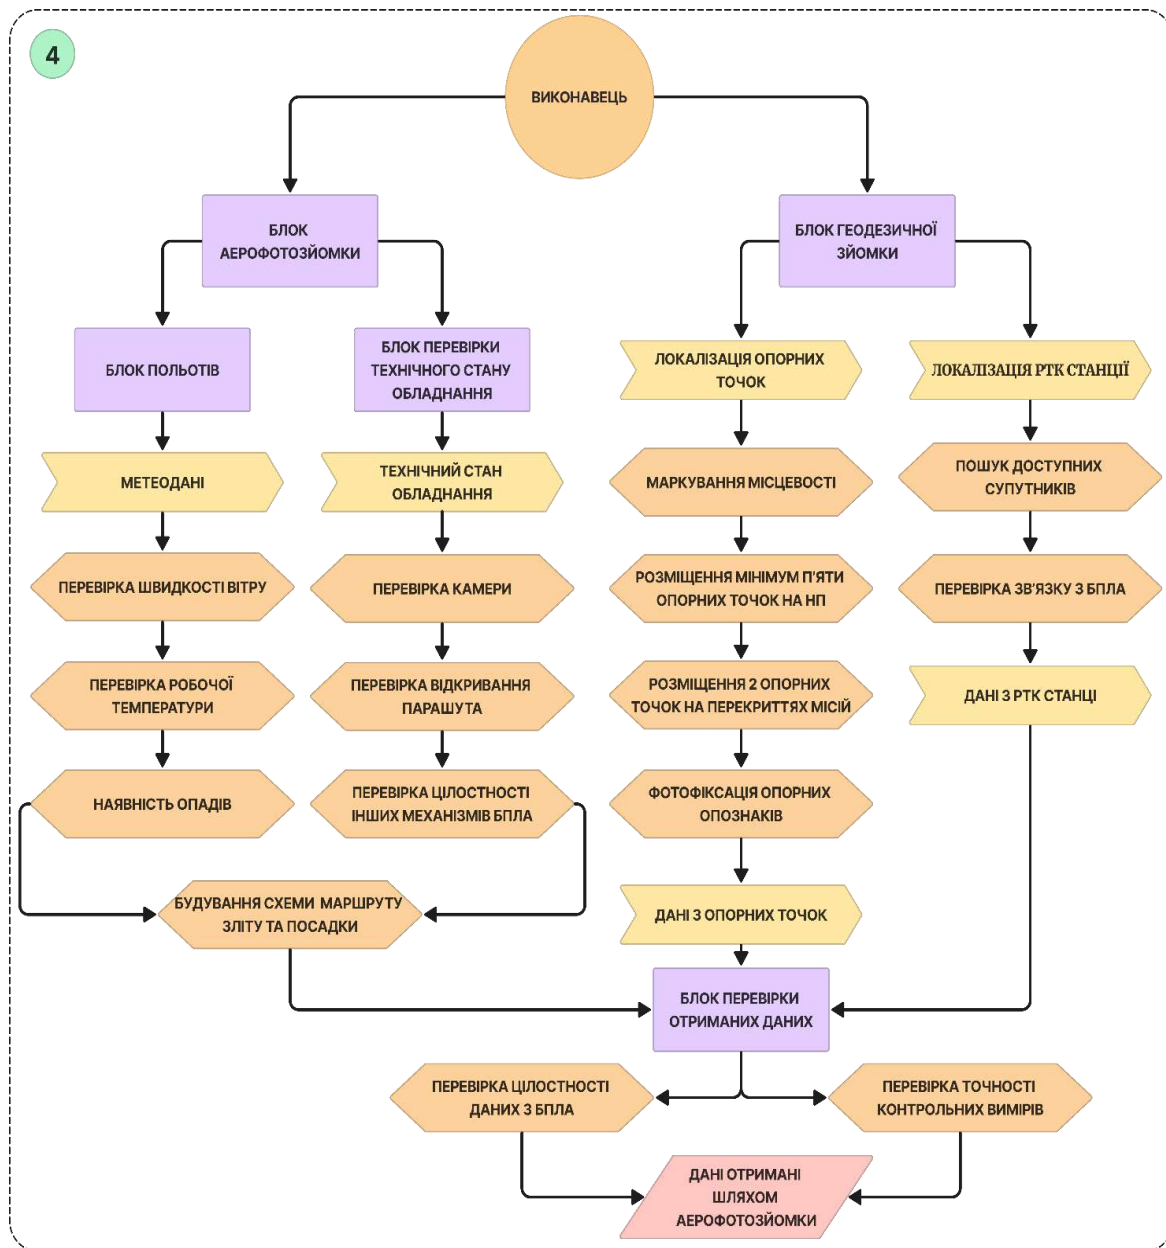 4
ВИКОНАВЕЦЬ
БЛОК
АЕРОФОТОЗЙОМКИ
БЛОК ГЕОДЕЗИЧНОЇ
ЗЙОМКИ
БЛОК ПОЛЬОТІВ
БЛОК ПЕРЕВІРКИ
ТЕХНІЧНОГО СТАНУ
ОБЛАДНАННЯ
ЛОКАЛІЗАЦІЯ ОПОРНИХ
ТОЧОК
ЛОКАЛІЗАЦІЯ РТК СТАНЦІЇ
МЕТЕОДАНІ
ТЕХНІЧНИЙ СТАН
ОБЛАДНАННЯ
МАРКУВАННЯ МІСЦЕВОСТІ
ПОШУК ДОСТУПНИХ
СУПУТНИКІВ
ПЕРЕВІРКА ШВИДКОСТІ ВІТРУ
ПЕРЕВІРКА КАМЕРИ
РОЗМІЩЕННЯ МІНІМУМ П'ЯТИ
ОПОРНИХ ТОЧОК НА НП
ПЕРЕВІРКА ЗВ'ЯЗКУ З БПЛА
ПЕРЕВІРКА РОБОЧОЇ
ТЕМПЕРАТУРИ
ПЕРЕВІРКА ВІДКРИВАННЯ
ПАРАШУТА
РОЗМІЩЕННЯ 2 ОПОРНИХ
ТОЧОК НА ПЕРЕКРИТТЯХ МІСІЙ
ДАНІ З РТК СТАНЦІ
НАЯВНІСТЬ ОПАДІВ
ПЕРЕВІРКА ЦІЛОСТНОСТІ
ІНШИХ МЕХАНІЗМІВ БПЛА
ФОТОФІКСАЦІЯ ОПОРНИХ
ОПОЗНАКІВ
БУДУВАННЯ СХЕМИ МАРШРУТУ
ЗЛІТУ ТА ПОСАДКИ
ДАНІ З ОПОРНИХ ТОЧОК
БЛОК ПЕРЕВІРКИ
ОТРИМАНИХ ДАНИХ
ПЕРЕВІРКА ЦІЛОСТНОСТІ
ДАНИХ З БПЛА
ПЕРЕВІРКА ТОЧНОСТІ
КОНТРОЛЬНИХ ВИМІРІВ
ДАНІ ОТРИМАНІ
ШЛЯХОМ
АЕРОФОТОЗЙОМКИ